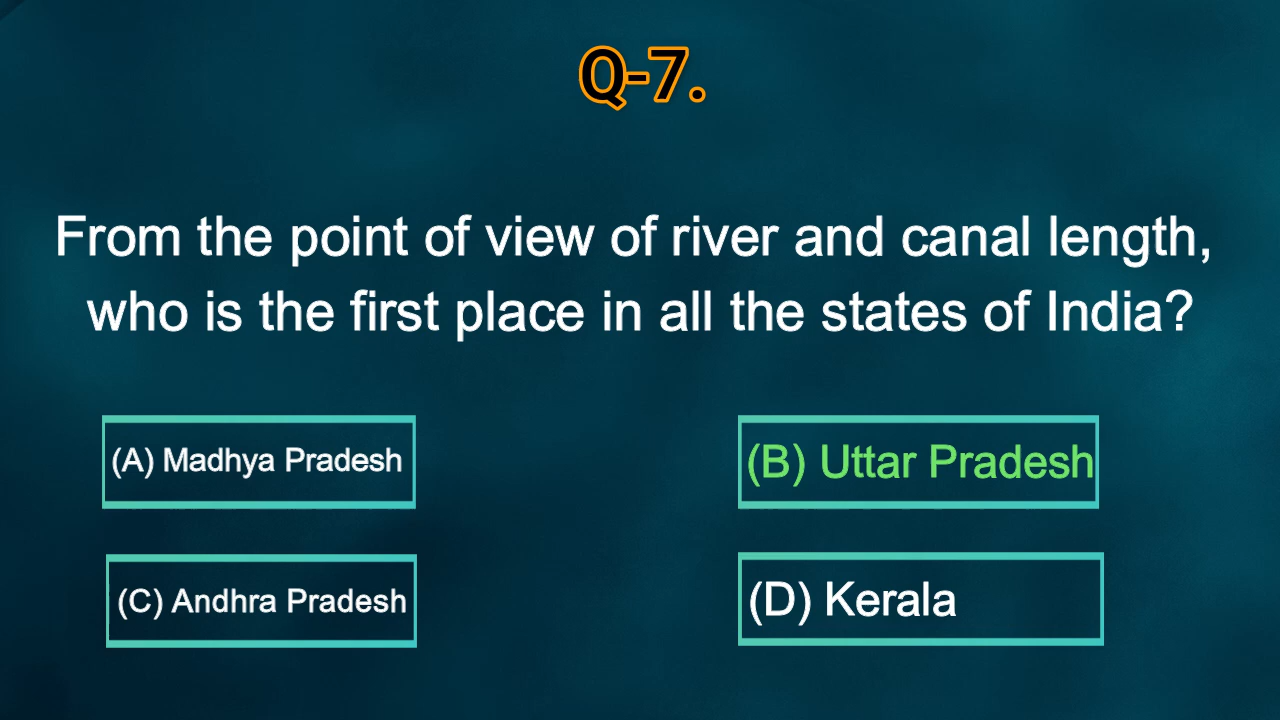 Q-7.
From the point of view of river and canal length,
who is the first place in all the states of India?
(A) Madhya Pradesh
(B) Uttar Pradesh
(C) Andhra Pradesh
(D) Kerala